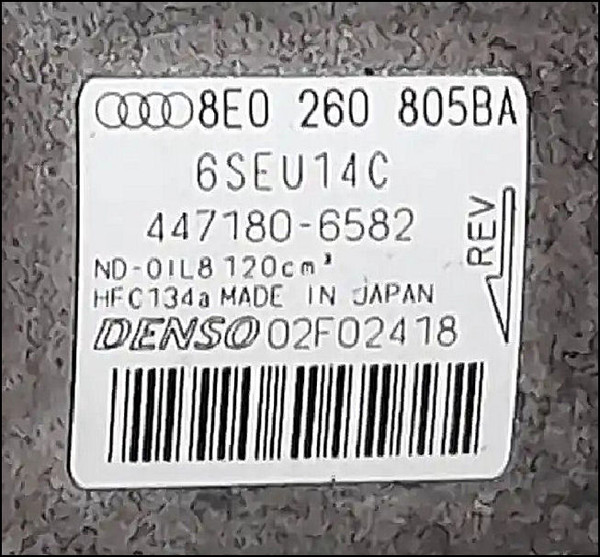 8E0 260 805BA
6SEU14C
447180-6582
REV
ND-OIL8 120cm³
HFC134a MADE IN JAPAN
DENSO 02F02418